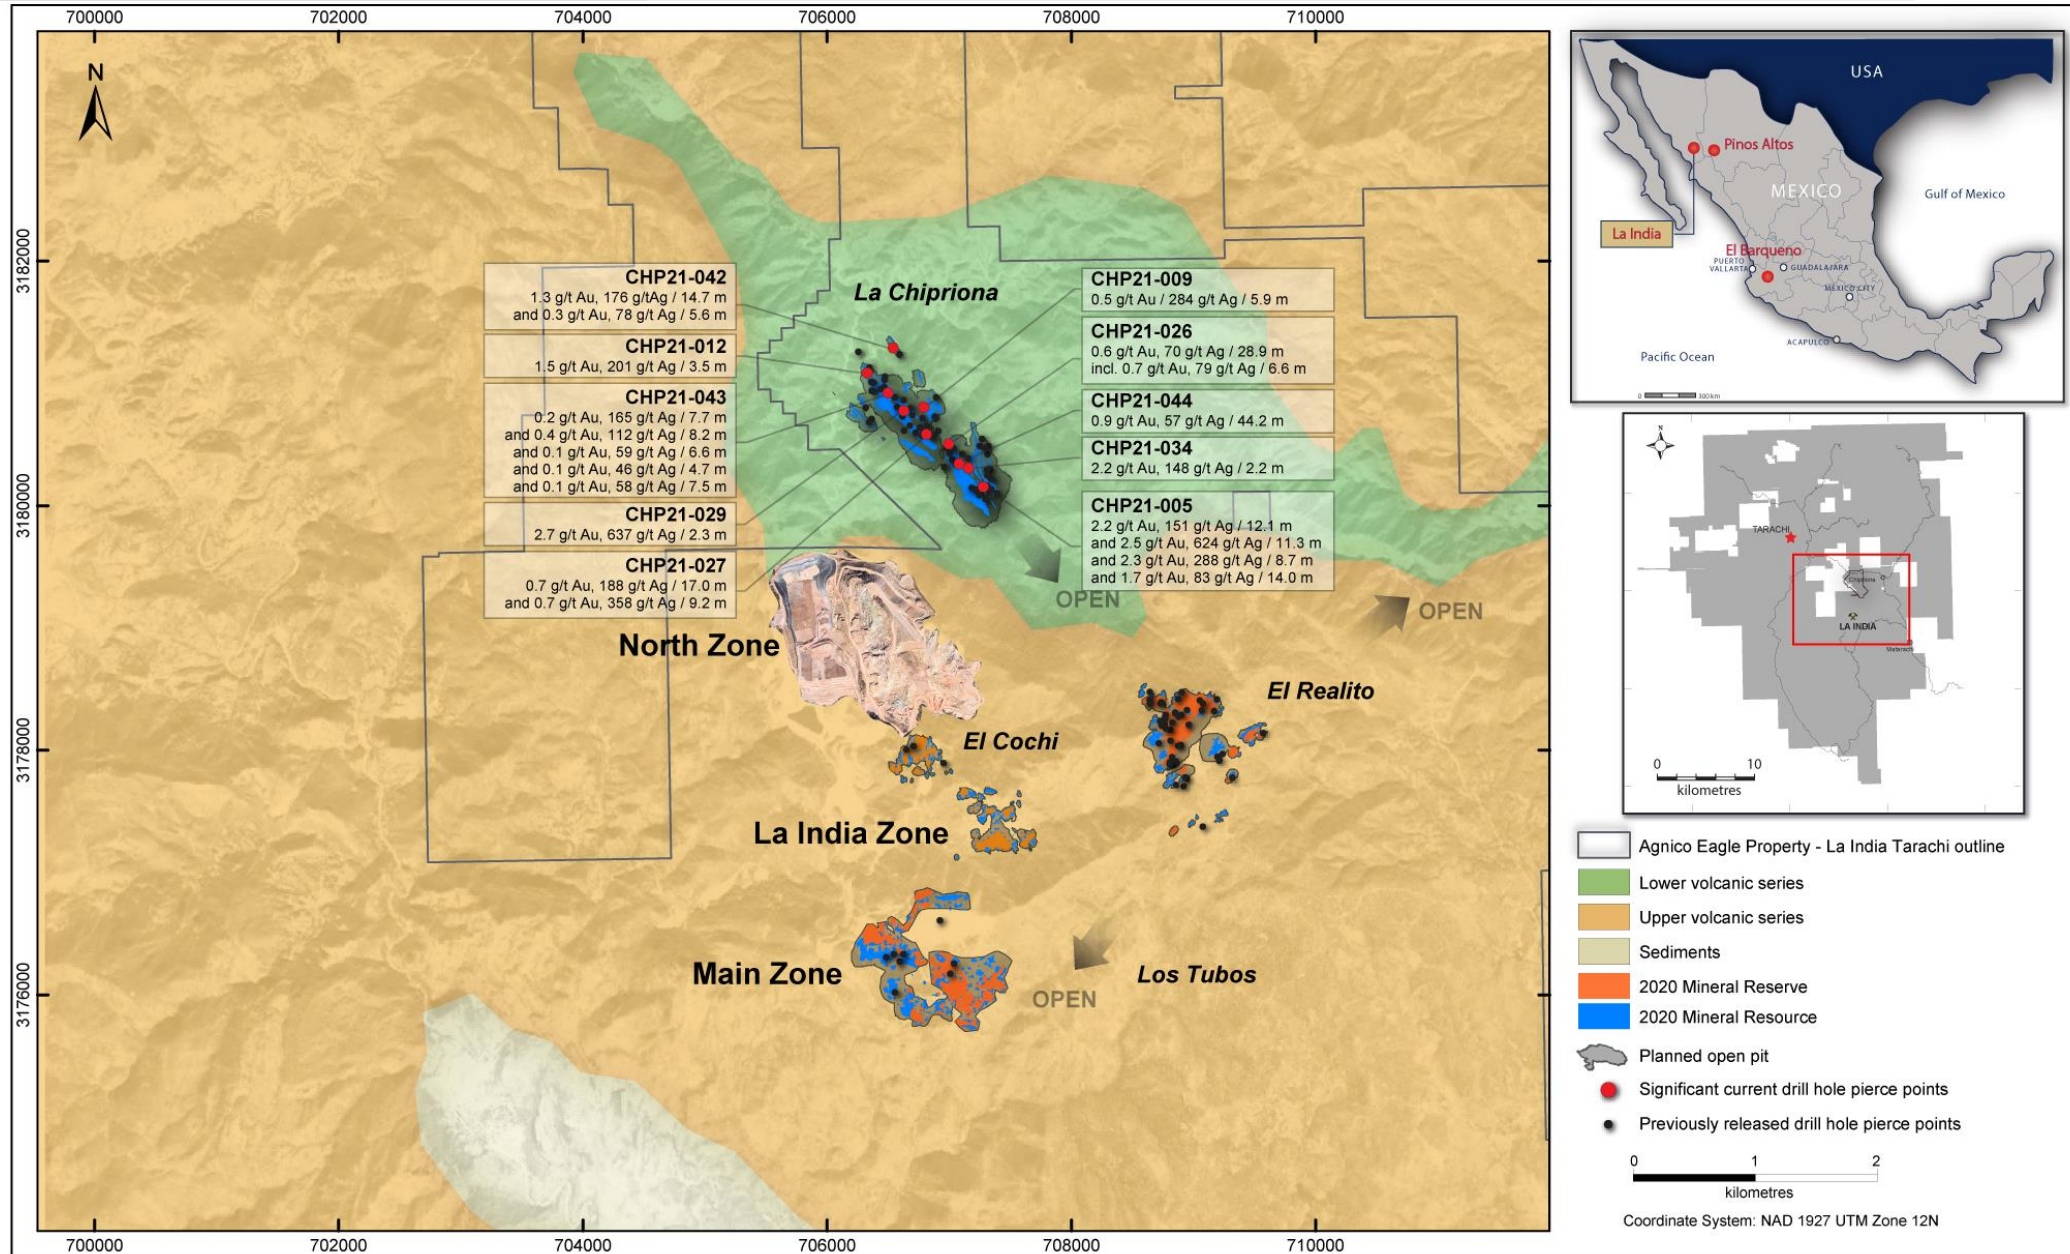 700000
702000
704000
706000
708000
710000
N
3182000
3180000
3178000
3176000
CHP21-042
1.3 g/t Au, 176 g/tAg / 14.7 m
and 0.3 g/t Au, 78 g/t Ag / 5.6 m
CHP21-012
1.5 g/t Au, 201 g/t Ag / 3.5 m
CHP21-043
0.2 g/t Au, 165 g/t Ag / 7.7 m
and 0.4 g/t Au, 112 g/t Ag / 8.2 m
and 0.1 g/t Au, 59 g/t Ag / 6.6 m
and 0.1 g/t Au, 46 g/t Ag / 4.7 m
and 0.1 g/t Au, 58 g/t Ag / 7.5 m
CHP21-029
2.7 g/t Au, 637 g/t Ag / 2.3 m
CHP21-027
0.7 g/t Au, 188 g/t Ag / 17.0 m
and 0.7 g/t Au, 358 g/t Ag / 9.2 m
La Chipriona
CHP21-009
0.5 g/t Au / 284 g/t Ag / 5.9 m
CHP21-026
0.6 g/t Au, 70 g/t Ag / 28.9 m
incl. 0.7 g/t Au, 79 g/t Ag / 6.6 m
CHP21-044
0.9 g/t Au, 57 g/t Ag / 44.2 m
CHP21-034
2.2 g/t Au, 148 g/t Ag / 2.2 m
CHP21-005
2.2 g/t Au, 151 g/t Ag / 12.1 m
and 2.5 g/t Au, 624 g/t Ag / 11.3 m
and 2.3 g/t Au, 288 g/t Ag / 8.7 m
and 1.7 g/t Au, 83 g/t Ag / 14.0 m
OPEN
OPEN
North Zone
El Realito
El Cochi
La India Zone
Main Zone
Los Tubos
OPEN
700000
702000
704000
706000
708000
710000
USA
Pinos Altos
MEXICO
Gulf of Mexico
La India
El Barqueno
PUERTO
VALLARTA
GUADALAJARA
MEXICO CITY
ACAPULCO
Pacific Ocean
0 300 km
N
TARACHI
Chipriona
LA INDIA
Matarachi
0 10
kilometres
Agnico Eagle Property - La India Tarachi outline
Lower volcanic series
Upper volcanic series
Sediments
2020 Mineral Reserve
2020 Mineral Resource
Planned open pit
Significant current drill hole pierce points
Previously released drill hole pierce points
0 1 2
kilometres
Coordinate System: NAD 1927 UTM Zone 12N